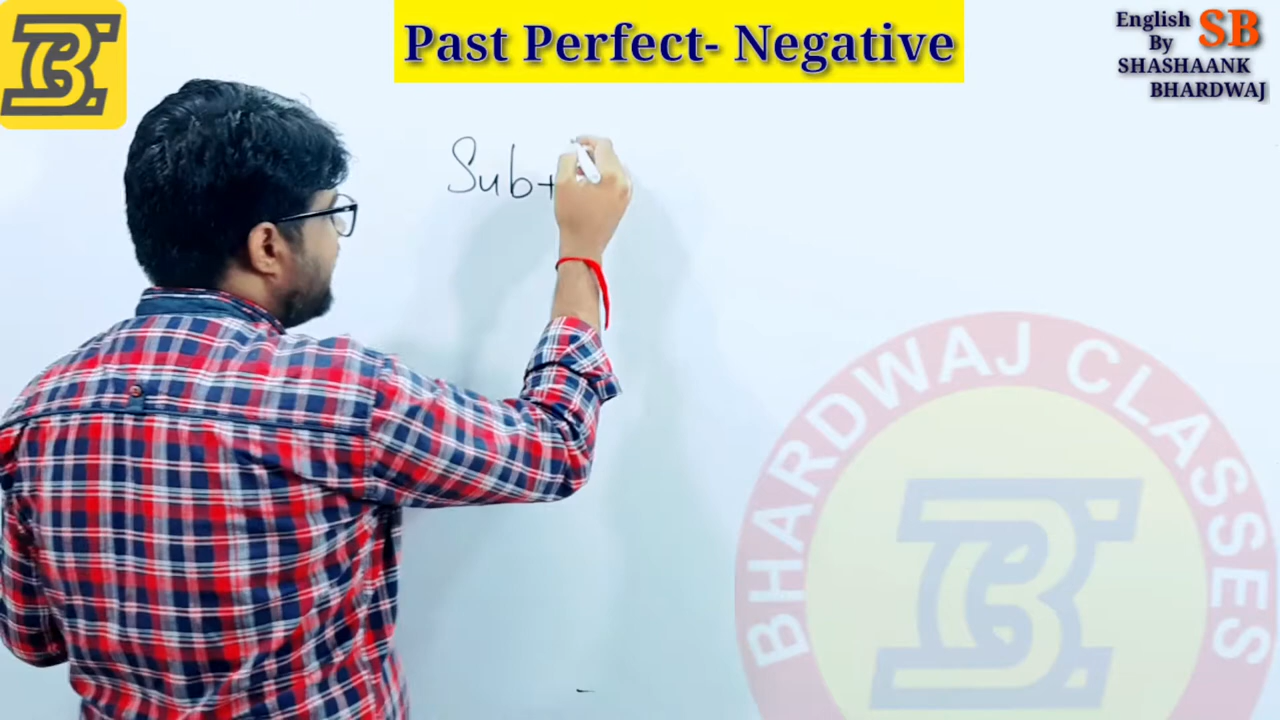 Past Perfect- Negative
English SB
By
SHASHAANK
BHARDWAJ
Sub+
BHARDWAJ CLASSES